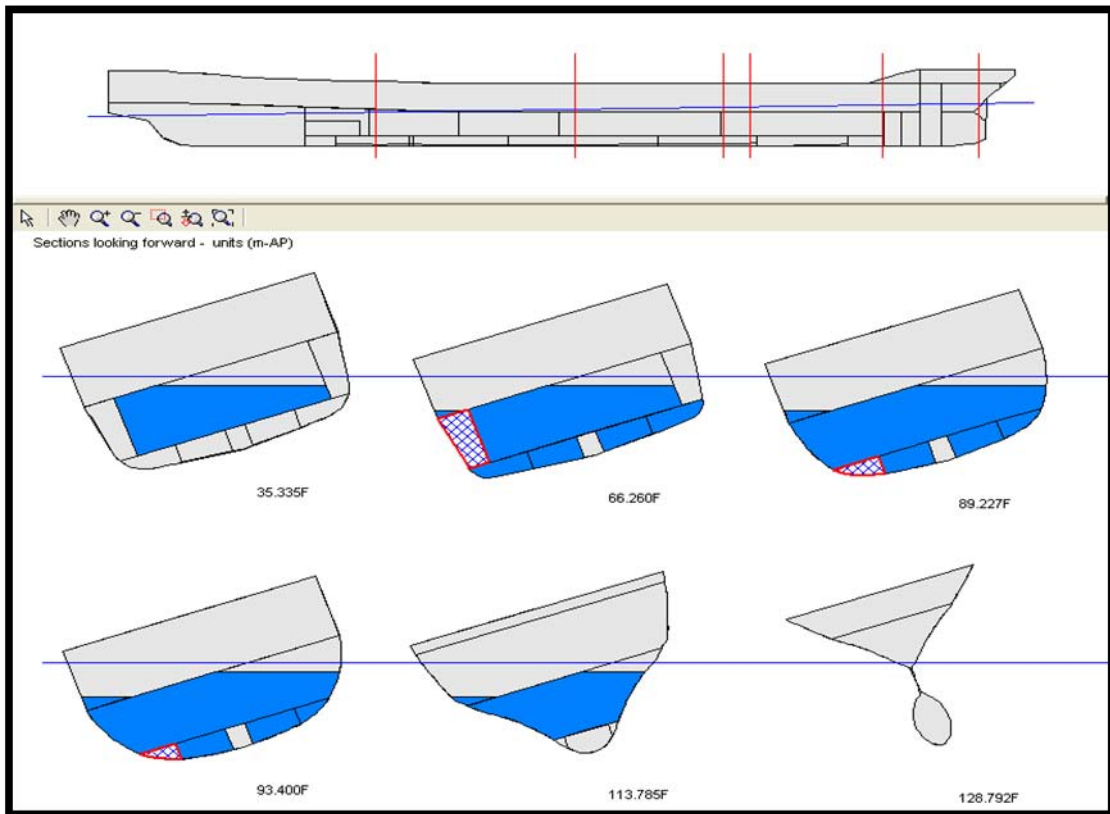 Sections looking forward - units (m-AP)
35.335F
66.260F
89.227F
93.400F
113.785F
128.792F